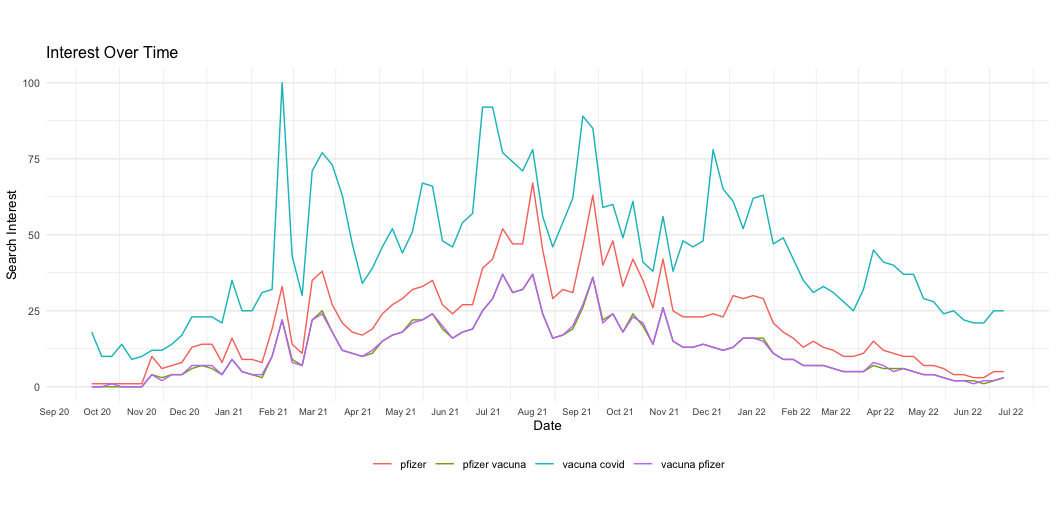 Interest Over Time
100
75
50
25
0
Search Interest
Sep 20 Oct 20 Nov 20 Dec 20 Jan 21 Feb 21 Mar 21 Apr 21 May 21 Jun 21 Jul 21 Aug 21 Sep 21 Oct 21 Nov 21 Dec 21 Jan 22 Feb 22 Mar 22 Apr 22 May 22 Jun 22 Jul 22
Date
pfizer pfizer vacuna vacuna covid vacuna pfizer